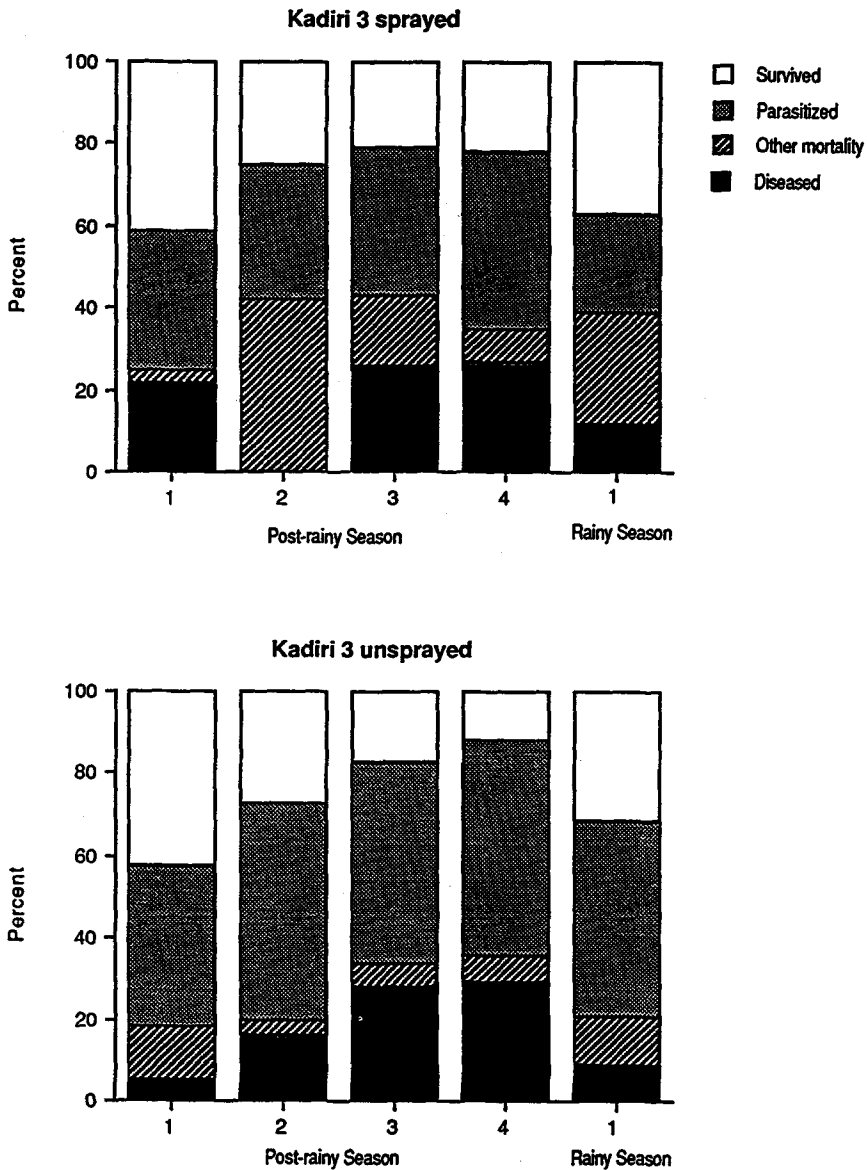 Kadiri 3 sprayed
Survived
Parasitized
Other mortality
Diseased
Percent
100
80
60
40
20
0
1 2 3 4 1
Post-rainy Season Rainy Season
Kadiri 3 unsprayed
Percent
100
80
60
40
20
0
1 2 3 4 1
Post-rainy Season Rainy Season